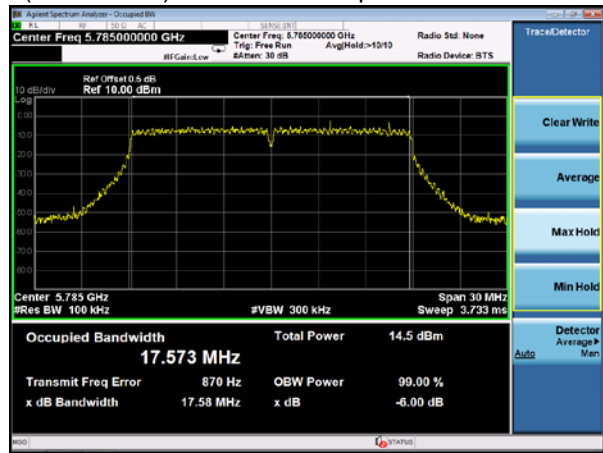 Agilent Spectrum Analyzer - Occupied BW
RL RF 50 Ω AC SENSE:INT
Center Freq 5.785000000 GHz
#IFGain:Low
Center Freq: 5.785000000 GHz
Trig: Free Run Avg|Hold:>10/10
#Atten: 30 dB
Radio Std: None
Radio Device: BTS
Trace/Detector
Ref Offset 0.5 dB
10 dB/div Ref 10.00 dBm
Log
0.00
-10.0
-20.0
-30.0
-40.0
-50.0
-60.0
Center 5.785 GHz Span 30 MHz
#Res BW 100 kHz #VBW 300 kHz Sweep 3.733 ms
Occupied Bandwidth Total Power 14.5 dBm
17.573 MHz
Transmit Freq Error 870 Hz OBW Power 99.00 %
x dB Bandwidth 17.58 MHz x dB -6.00 dB
Clear Write
Average
Max Hold
Min Hold
Detector
Average▶
Auto Man
MSG STATUS